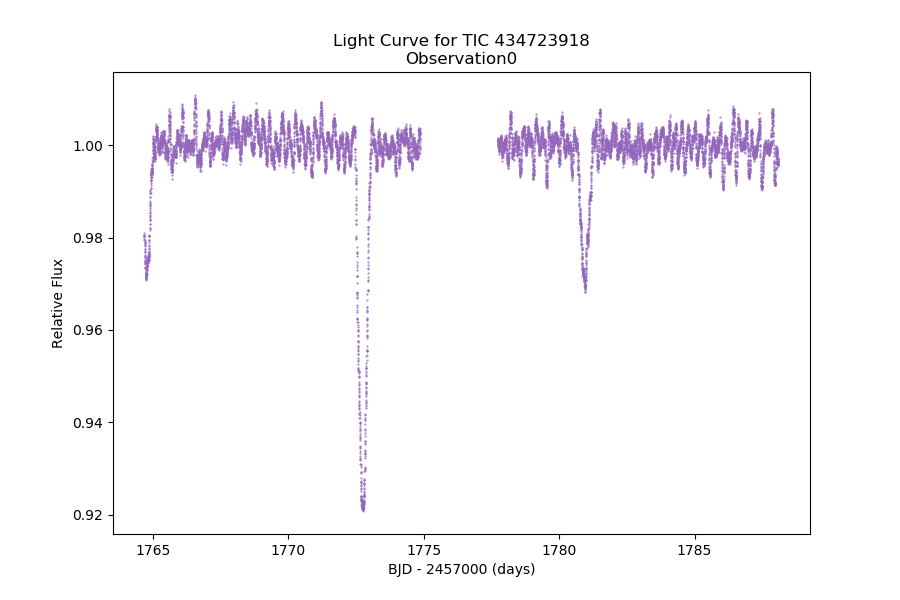 Light Curve for TIC 434723918
Observation0
1.00
0.98
0.96
0.94
0.92
Relative Flux
1765
1770
1775
1780
1785
BJD - 2457000 (days)